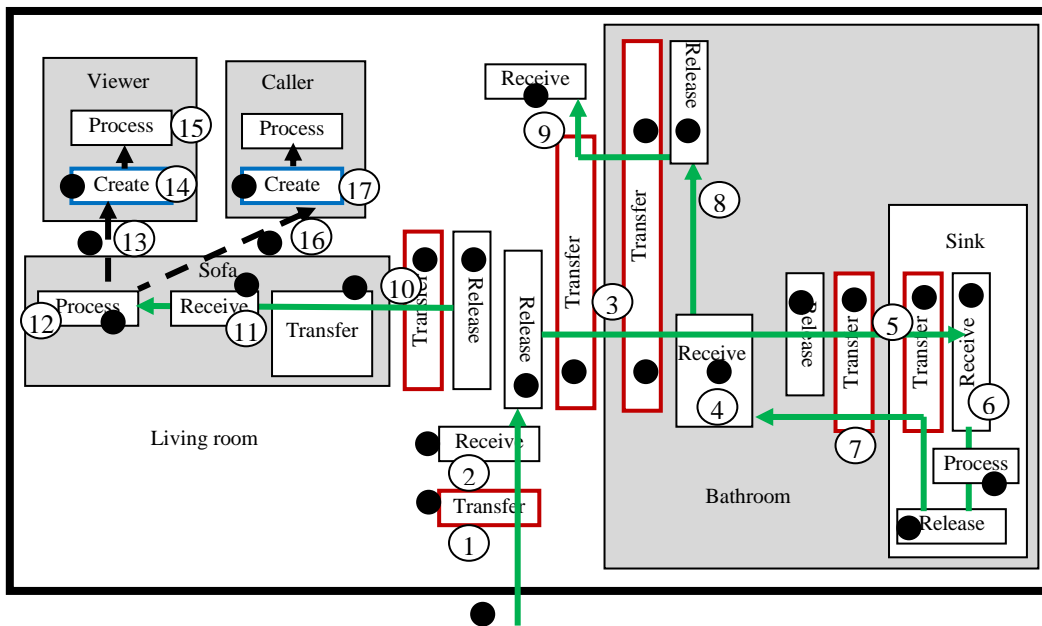 Viewer
Process
15
Create
14
13
Caller
Process
Create
17
16
Sofa
Process
12
Receive
11
Transfer
10
Transfer
Release
Release
Living room
Receive
2
Transfer
1
Receive
9
Transfer
3
Transfer
Release
8
Receive
4
Bathroom
Release
Transfer
7
5
Sink
Transfer
Receive
6
Process
Release